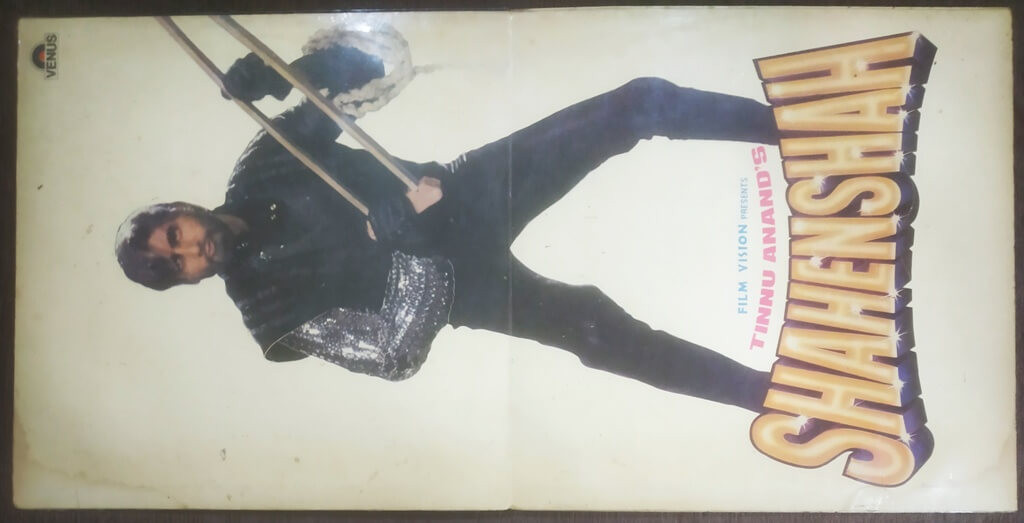 VENUS
FILM VISION PRESENTS
TINNU ANAND'S
SHAHENSHAH